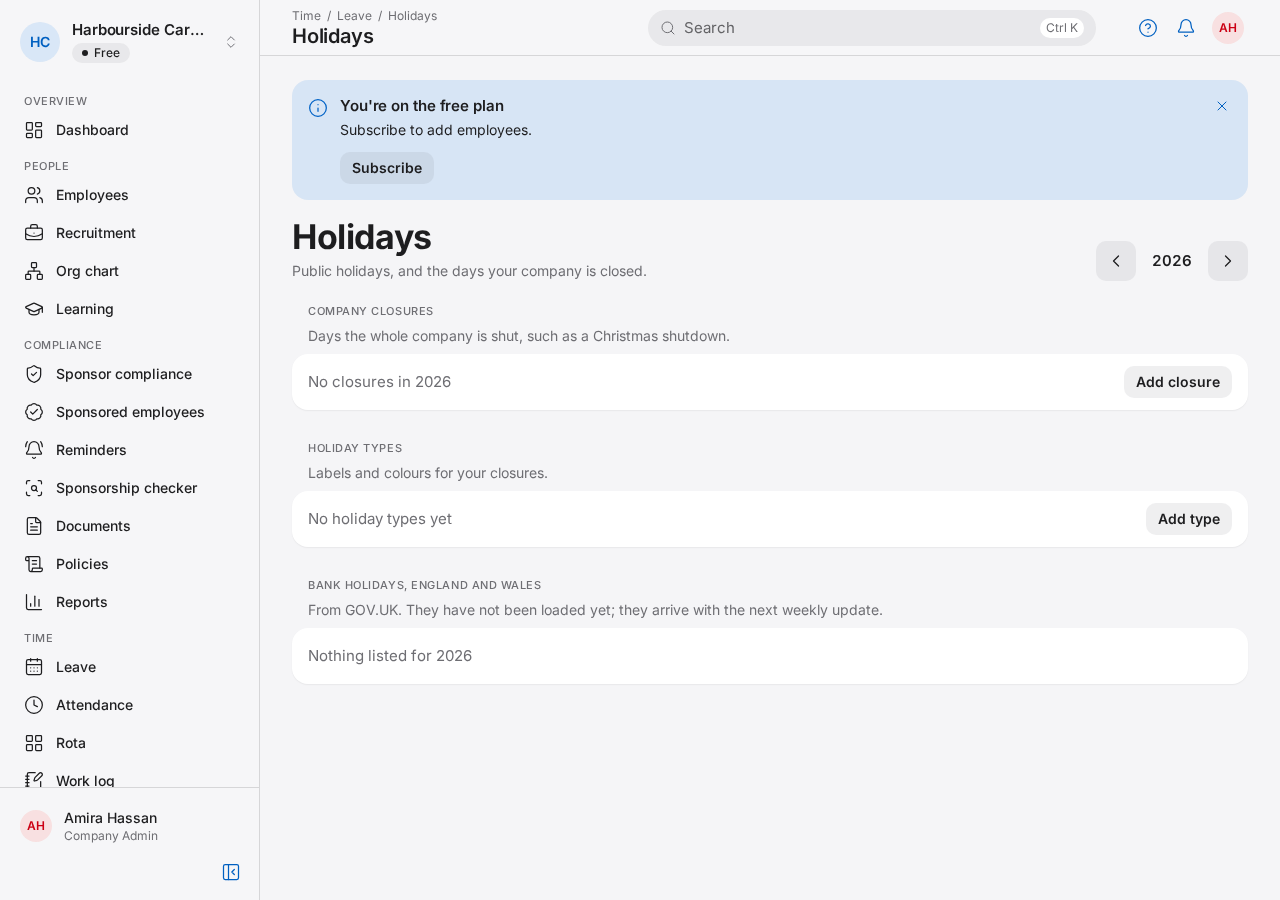 HC
Harbourside Car...
Free
OVERVIEW
Dashboard
PEOPLE
Employees
Recruitment
Org chart
Learning
COMPLIANCE
Sponsor compliance
Sponsored employees
Reminders
Sponsorship checker
Documents
Policies
Reports
TIME
Leave
Attendance
Rota
Work log
AH
Amira Hassan
Company Admin
Time / Leave / Holidays
Holidays
Search
Ctrl K
AH
You're on the free plan
Subscribe to add employees.
Subscribe
Holidays
Public holidays, and the days your company is closed.
2026
COMPANY CLOSURES
Days the whole company is shut, such as a Christmas shutdown.
No closures in 2026
Add closure
HOLIDAY TYPES
Labels and colours for your closures.
No holiday types yet
Add type
BANK HOLIDAYS, ENGLAND AND WALES
From GOV.UK. They have not been loaded yet; they arrive with the next weekly update.
Nothing listed for 2026